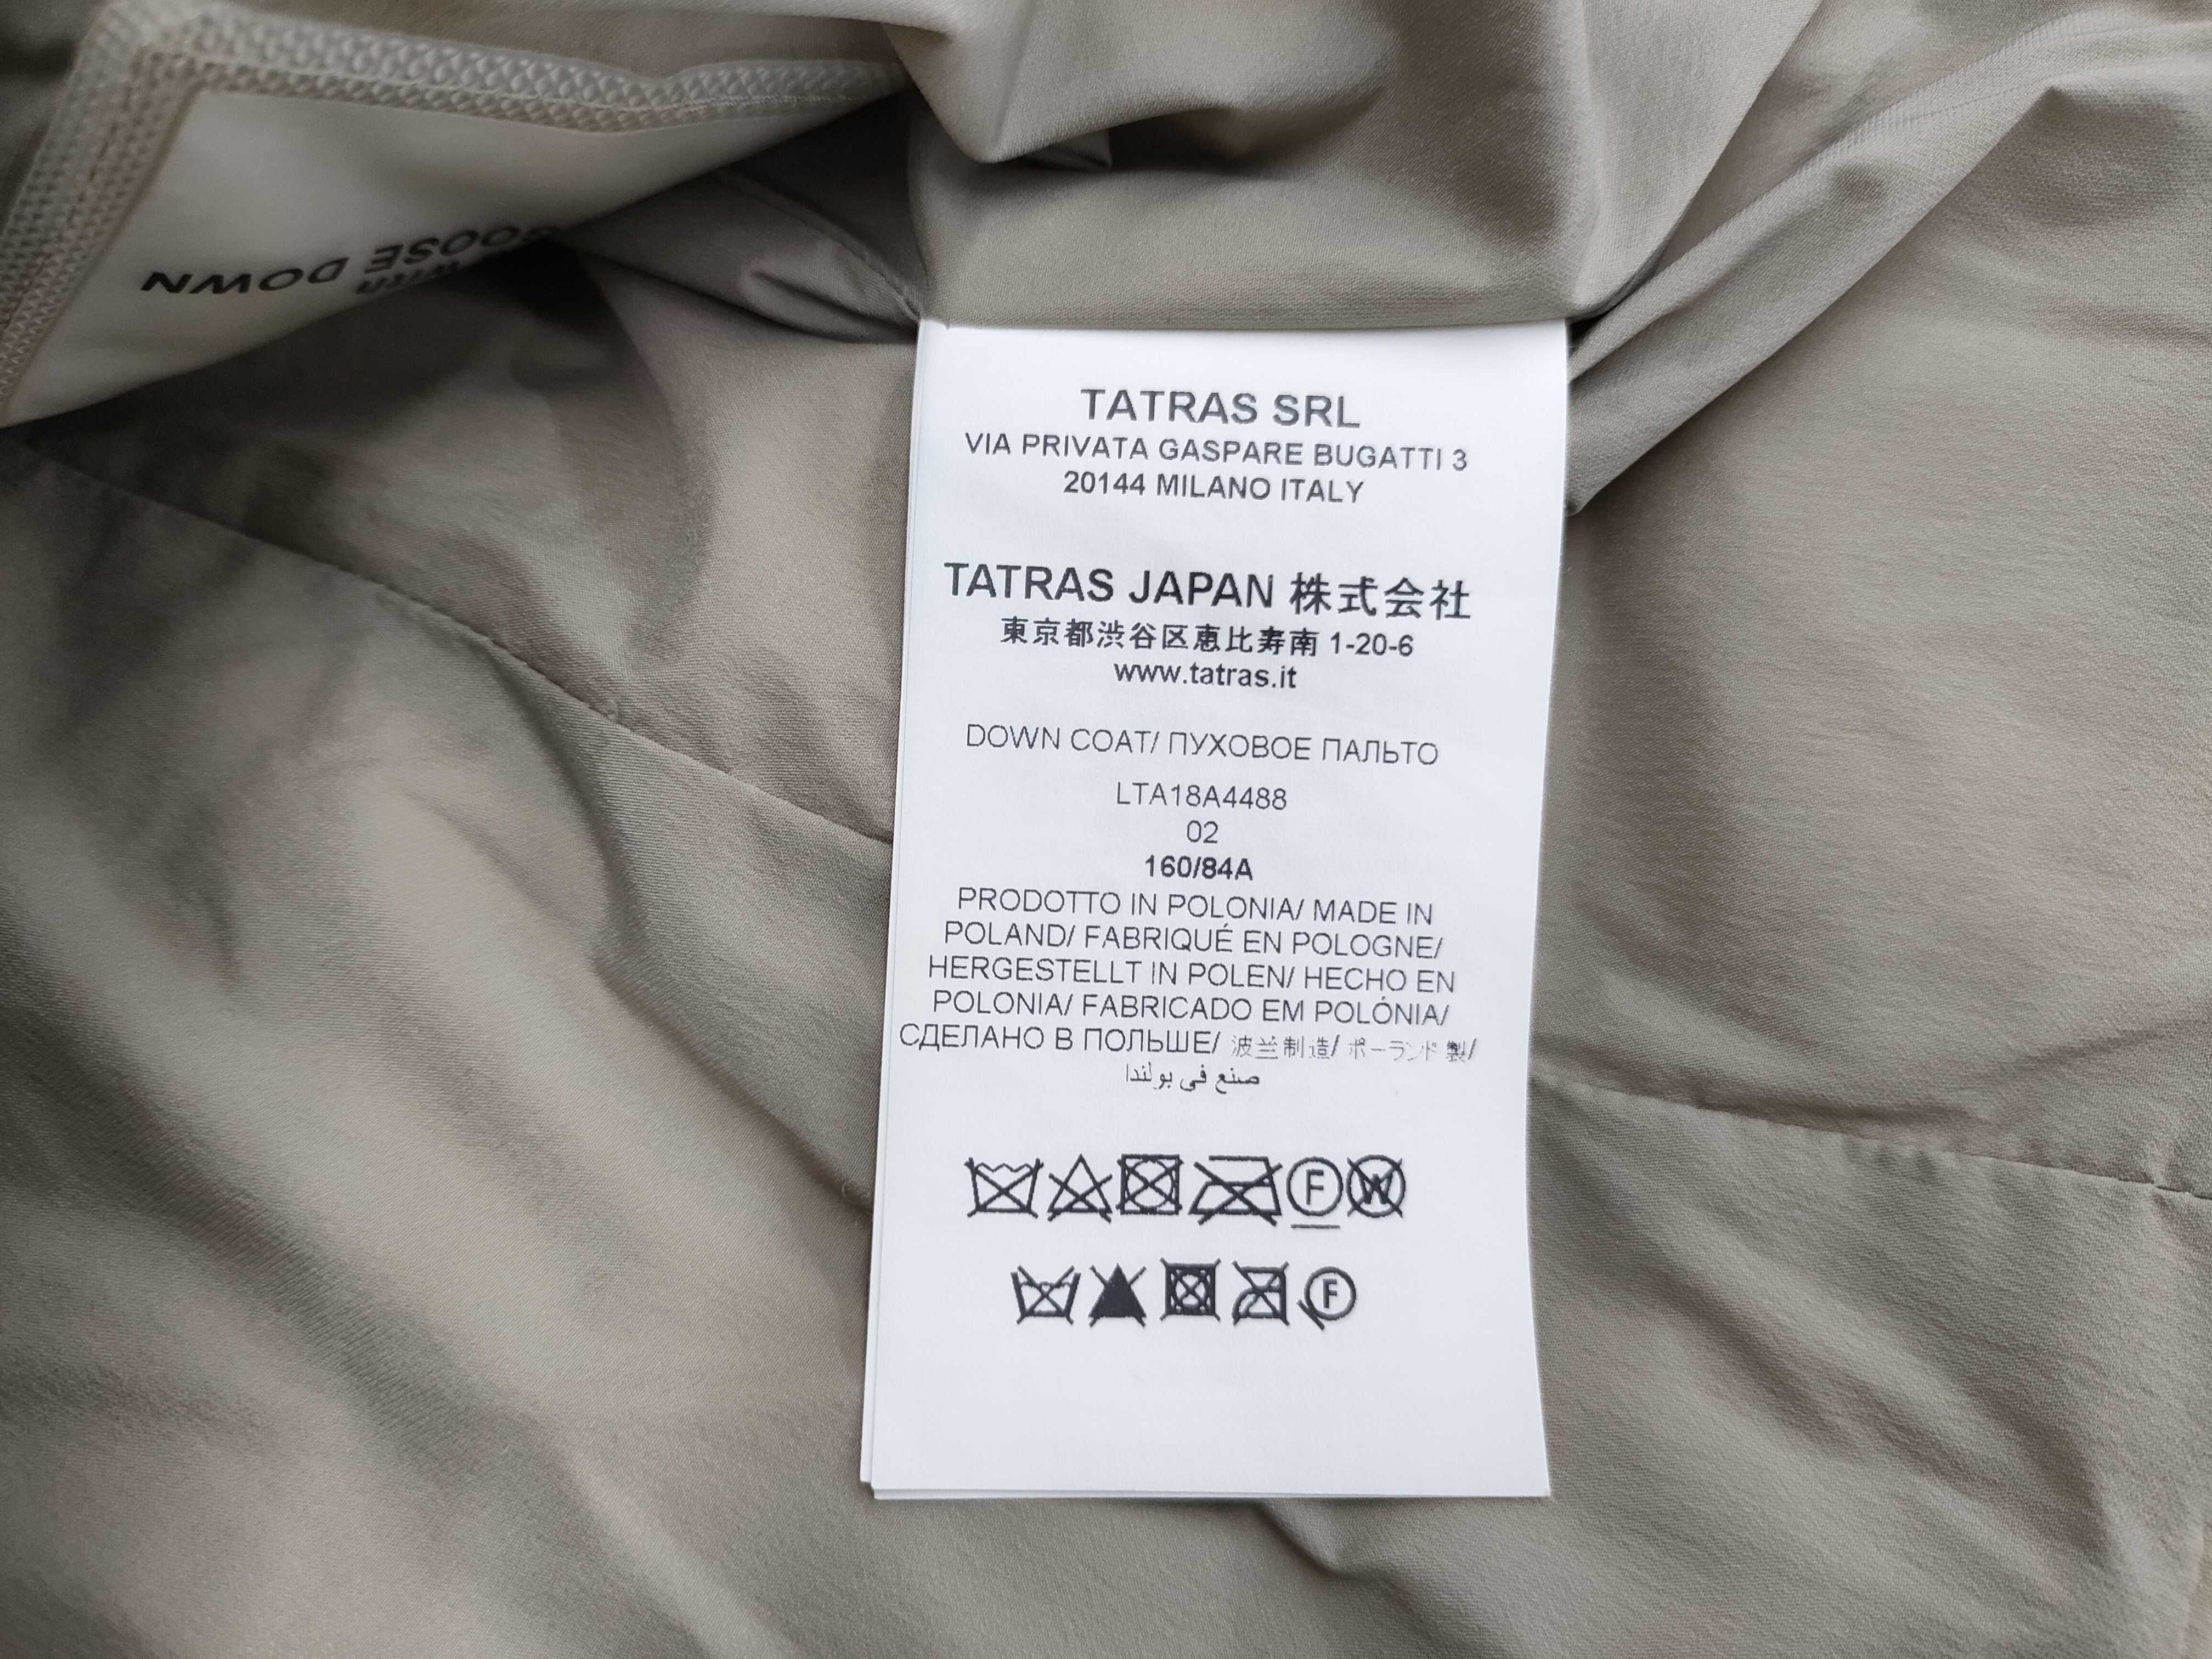 GOOSE DOWN
TATRAS SRL
VIA PRIVATA GASPARE BUGATTI 3
20144 MILANO ITALY
TATRAS JAPAN 株式会社
東京都渋谷区恵比寿南 1-20-6
www.tatras.it
DOWN COAT/ ПУХОВОЕ ПАЛЬТО
LTA18A4488
02
160/84A
PRODOTTO IN POLONIA/ MADE IN
POLAND/ FABRIQUÉ EN POLOGNE/
HERGESTELLT IN POLEN/ HECHO EN
POLONIA/ FABRICADO EM POLÓNIA/
СДЕЛАНО В ПОЛЬШЕ/ 波兰制造/ ポーランド製/
صنع في بولندا
F W
F